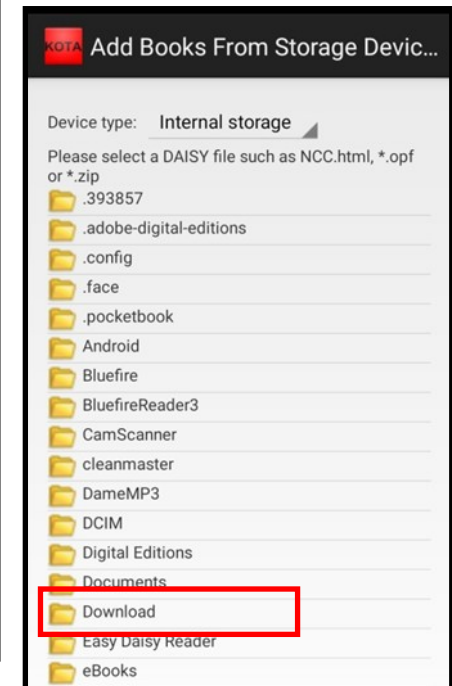 KOTA Add Books From Storage Devic...
Device type: Internal storage
Please select a DAISY file such as NCC.html, *.opf
or *.zip
.393857
.adobe-digital-editions
.config
.face
.pocketbook
Android
Bluefire
BluefireReader3
CamScanner
cleanmaster
DameMP3
DCIM
Digital Editions
Documents
Download
Easy Daisy Reader
eBooks